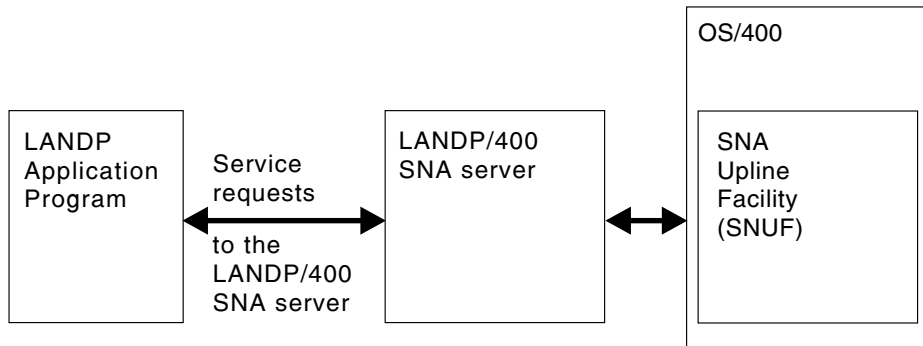 OS/400
LANDP
Application
Program
Service
requests
to the
LANDP/400
SNA server
LANDP/400
SNA server
SNA
Upline
Facility
(SNUF)